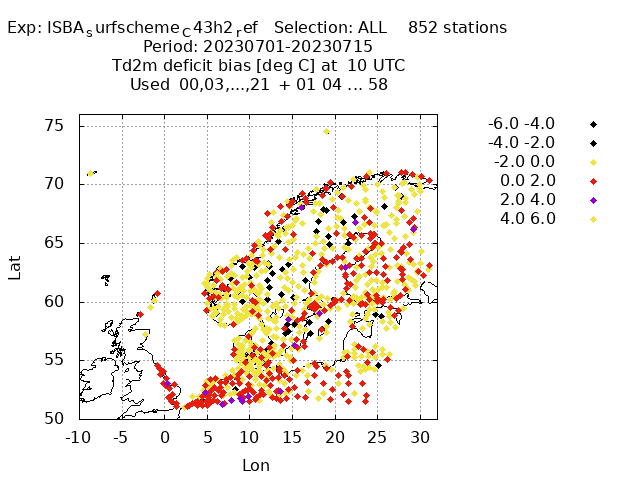 Exp: ISBA_surfscheme_C43h2_ref   Selection: ALL    852 stations
Period: 20230701-20230715
Td2m deficit bias [deg C] at  10 UTC
Used  00,03,...,21  + 01 04 ... 58
-6.0 -4.0
-4.0 -2.0
-2.0 0.0
0.0 2.0
2.0 4.0
4.0 6.0
75
70
65
60
55
50
Lat
-10 -5 0 5 10 15 20 25 30
Lon